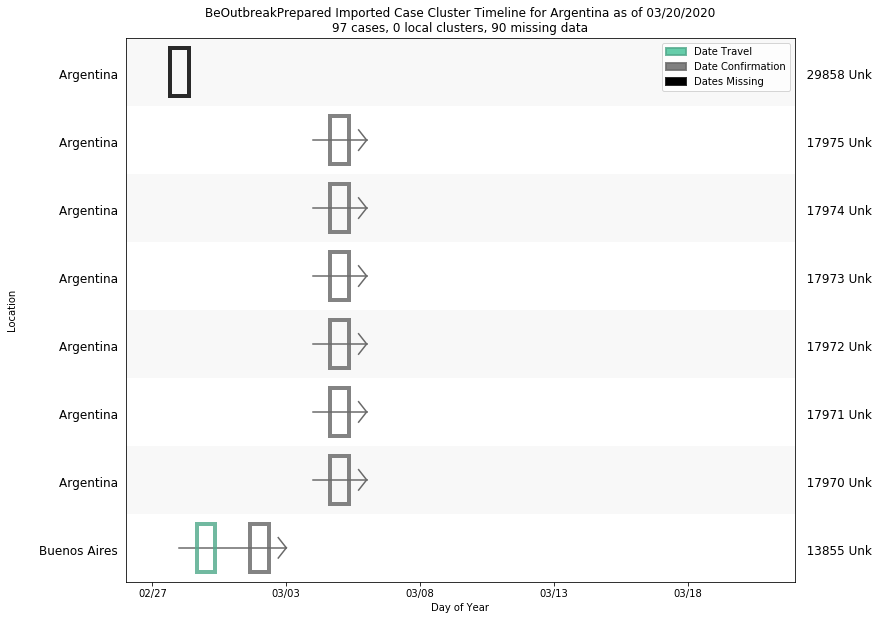 BeOutbreakPrepared Imported Case Cluster Timeline for Argentina as of 03/20/2020
97 cases, 0 local clusters, 90 missing data
Date Travel
Date Confirmation
Dates Missing
Argentina 29858 Unk
Argentina 17975 Unk
Argentina 17974 Unk
Argentina 17973 Unk
Argentina 17972 Unk
Argentina 17971 Unk
Argentina 17970 Unk
Buenos Aires 13855 Unk
Location
02/27 03/03 03/08 03/13 03/18
Day of Year